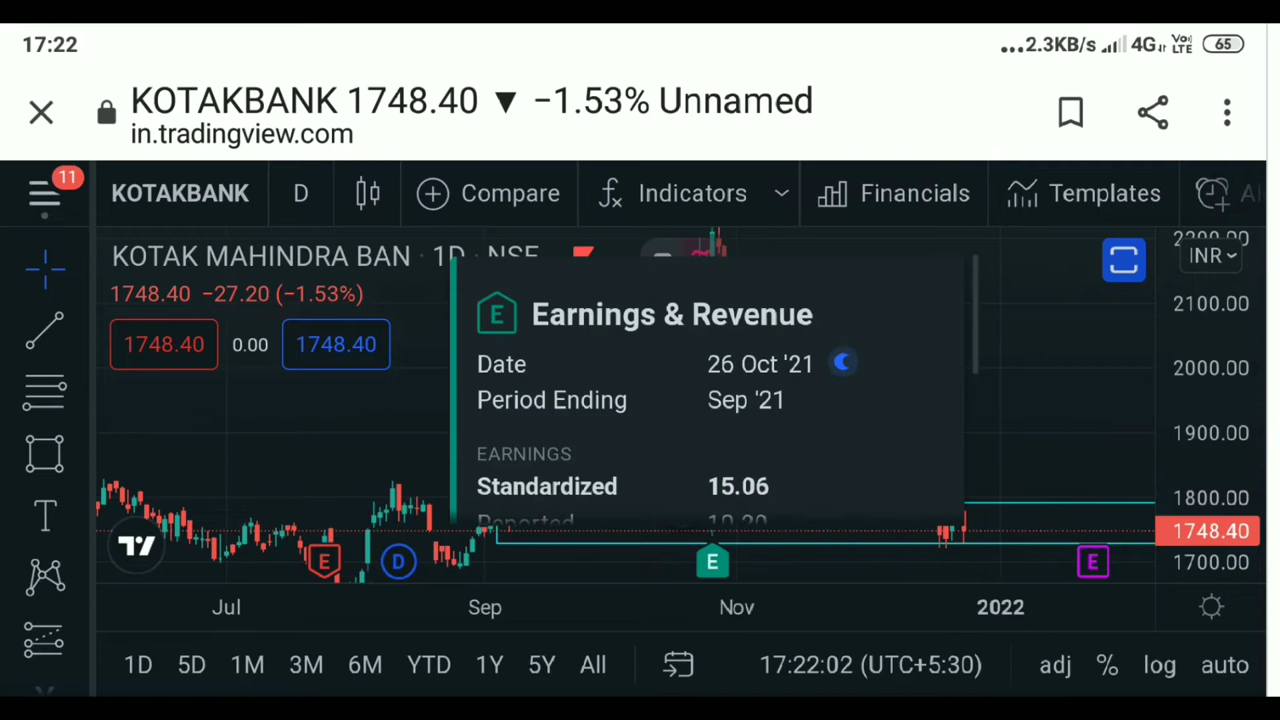 17:22
...2.3KB/s 4G VoLTE 65
KOTAKBANK 1748.40 ▼ −1.53% Unnamed
in.tradingview.com
11
KOTAKBANK D Compare Indicators Financials Templates
KOTAK MAHINDRA BAN · 1D · NSE
1748.40 −27.20 (−1.53%)
1748.40 0.00 1748.40
2200.00
INR
2100.00
2000.00
1900.00
1800.00
1748.40
1700.00
E Earnings & Revenue
Date 26 Oct '21
Period Ending Sep '21
EARNINGS
Standardized 15.06
Reported
E D E E
Jul Sep Nov 2022
1D 5D 1M 3M 6M YTD 1Y 5Y All 17:22:02 (UTC+5:30) adj % log auto
T